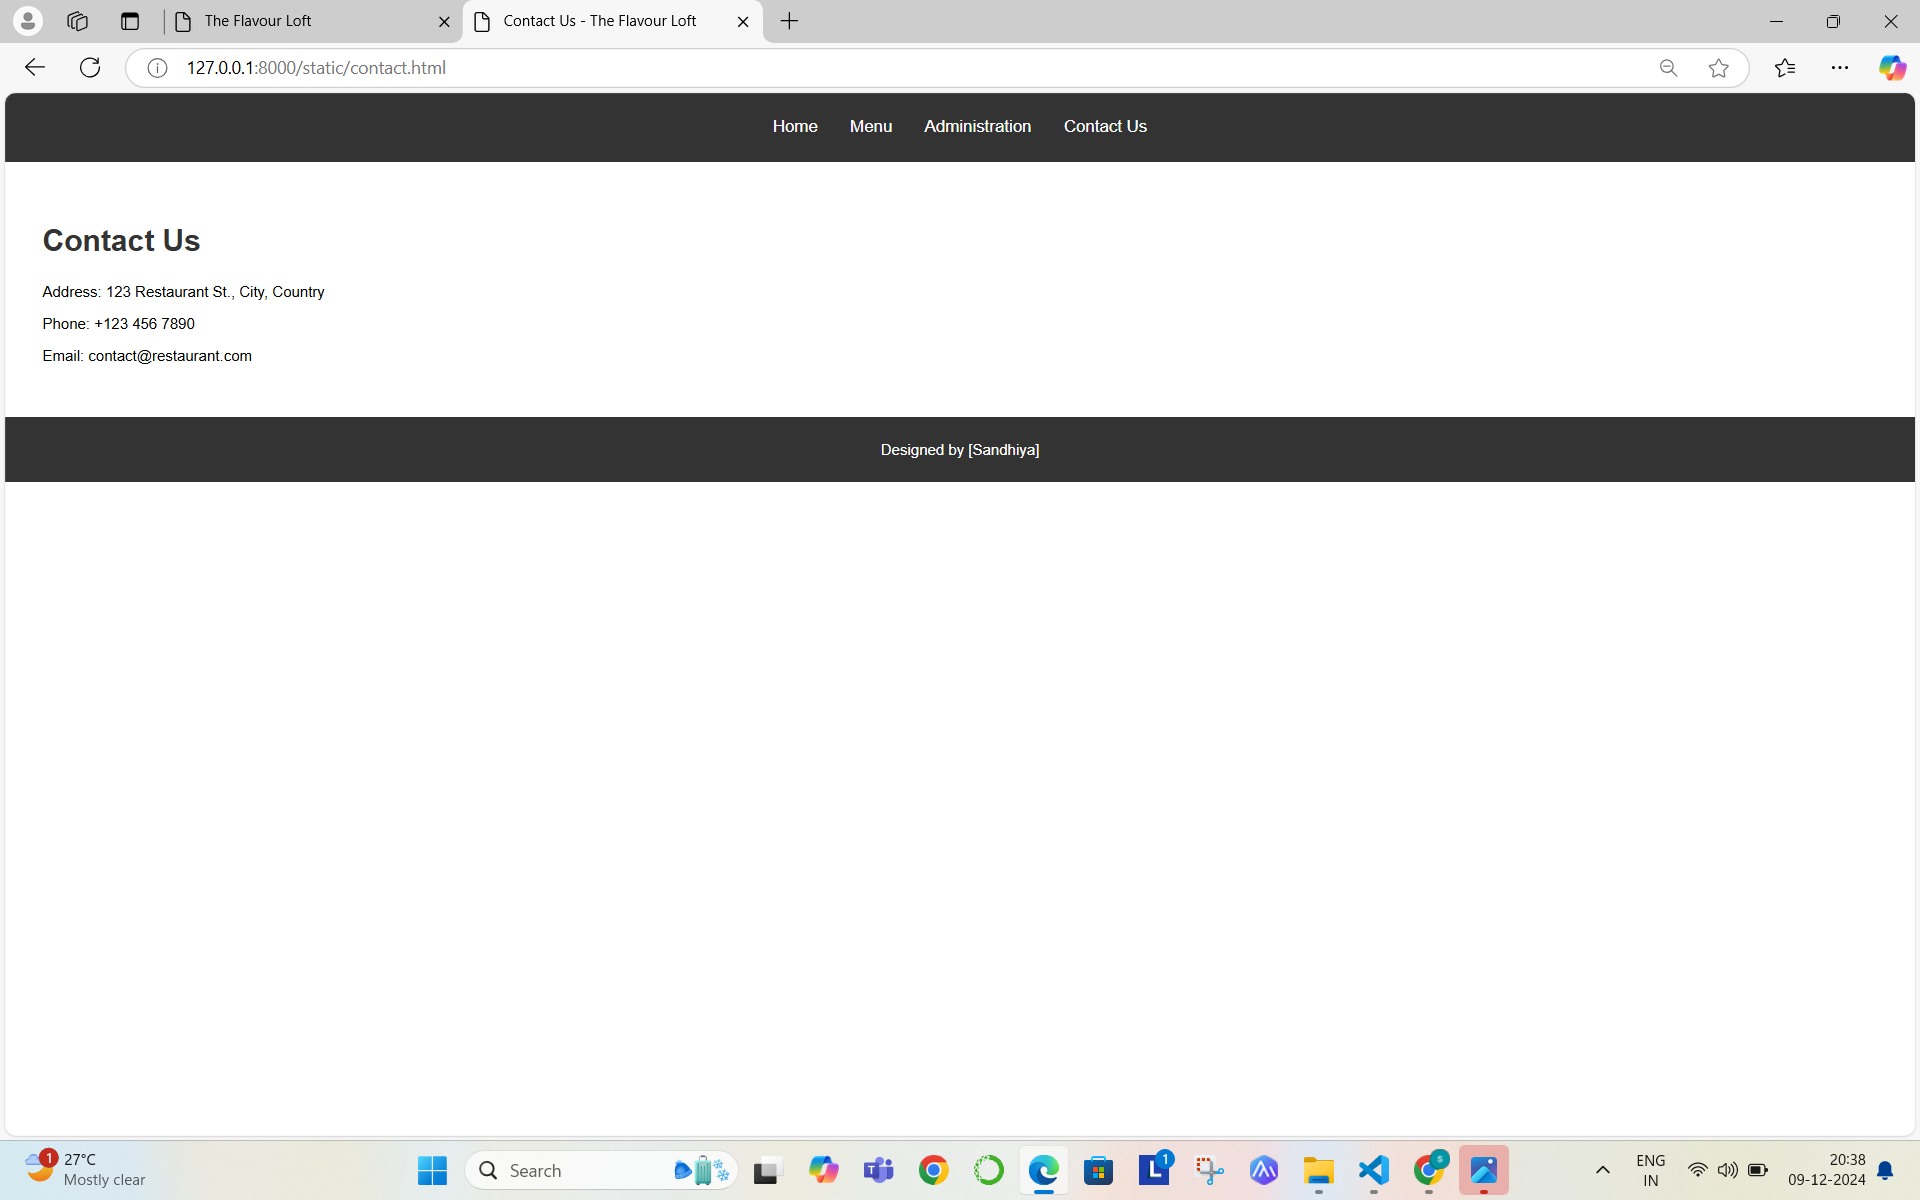 The Flavour Loft
Contact Us - The Flavour Loft
127.0.0.1:8000/static/contact.html
Home Menu Administration Contact Us
Contact Us
Address: 123 Restaurant St., City, Country
Phone: +123 456 7890
Email: contact@restaurant.com
Designed by [Sandhiya]
1
27°C
Mostly clear
Search
T
L
1
s
ENG
IN
20:38
09-12-2024